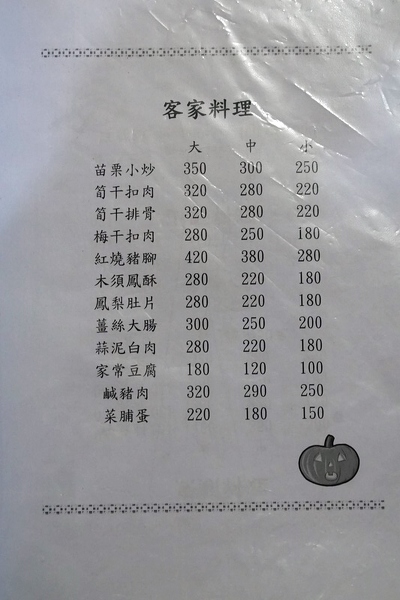 客家料理
大 中 小
苗栗小炒 350 300 250
筍干扣肉 320 280 220
筍干排骨 320 280 220
梅干扣肉 280 250 180
紅燒豬腳 420 380 280
木須鳳酥 280 220 180
鳳梨肚片 280 220 180
薑絲大腸 300 250 200
蒜泥白肉 280 220 180
家常豆腐 180 120 100
鹹豬肉 320 290 250
菜脯蛋 220 180 150